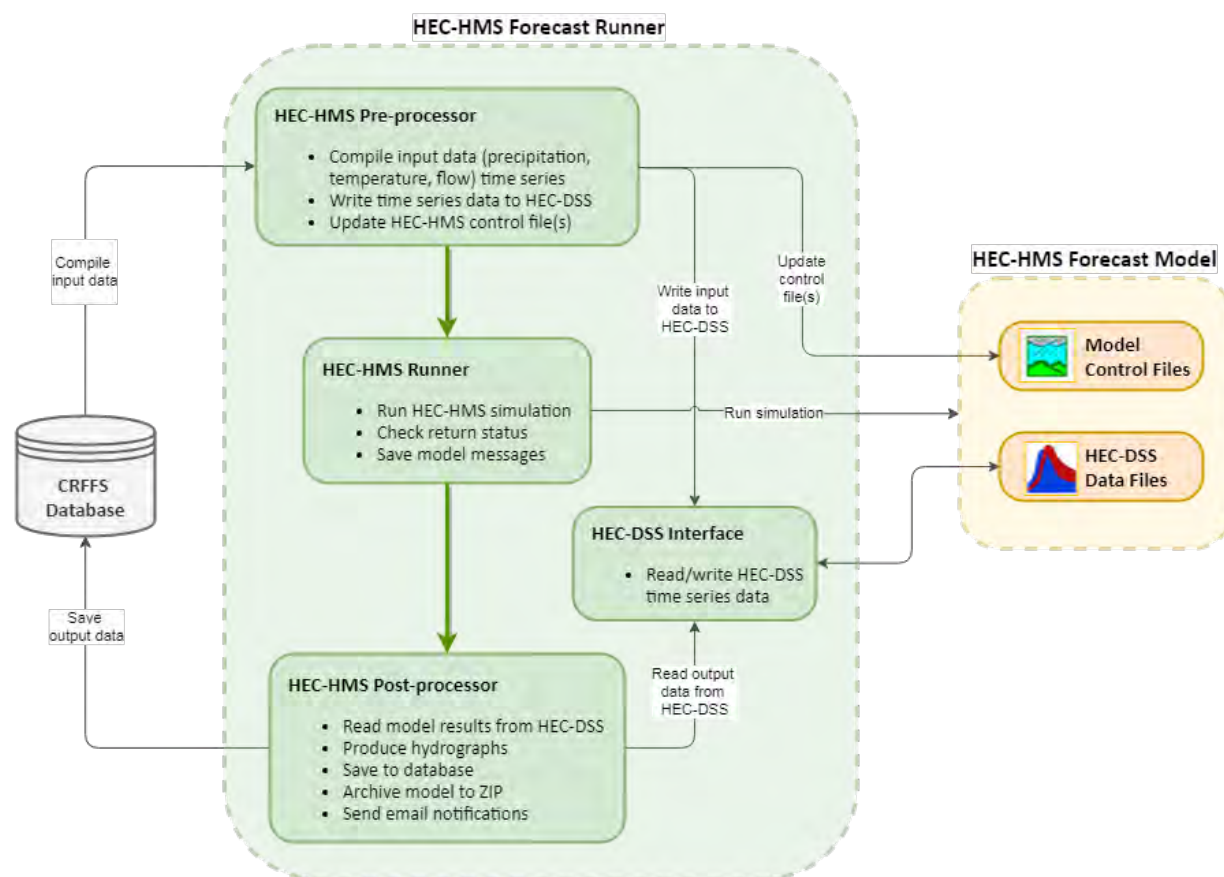 HEC-HMS Forecast Runner
HEC-HMS Pre-processor
• Compile input data (precipitation,
temperature, flow) time series
• Write time series data to HEC-DSS
• Update HEC-HMS control file(s)
Compile
input data
Write input
data to
HEC-DSS
Update
control
file(s)
HEC-HMS Forecast Model
Model
Control Files
HEC-DSS
Data Files
HEC-HMS Runner
• Run HEC-HMS simulation
• Check return status
• Save model messages
Run simulation
CRFFS
Database
HEC-DSS Interface
• Read/write HEC-DSS
time series data
Save
output data
HEC-HMS Post-processor
• Read model results from HEC-DSS
• Produce hydrographs
• Save to database
• Archive model to ZIP
• Send email notifications
Read output
data from
HEC-DSS